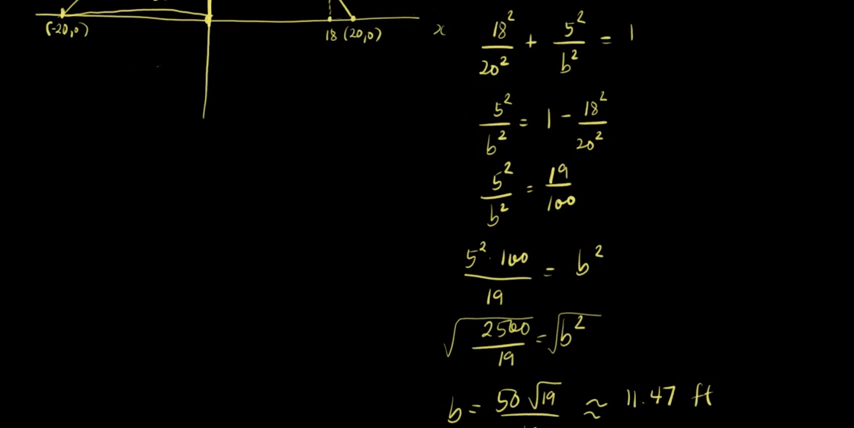 (-20,0) 18 (20,0) x
18²/20² + 5²/b² = 1
5²/b² = 1 - 18²/20²
5²/b² = 19/100
5²·100/19 = b²
√(2500/19) = √b²
b = 50√19/ ≈ 11.47 ft